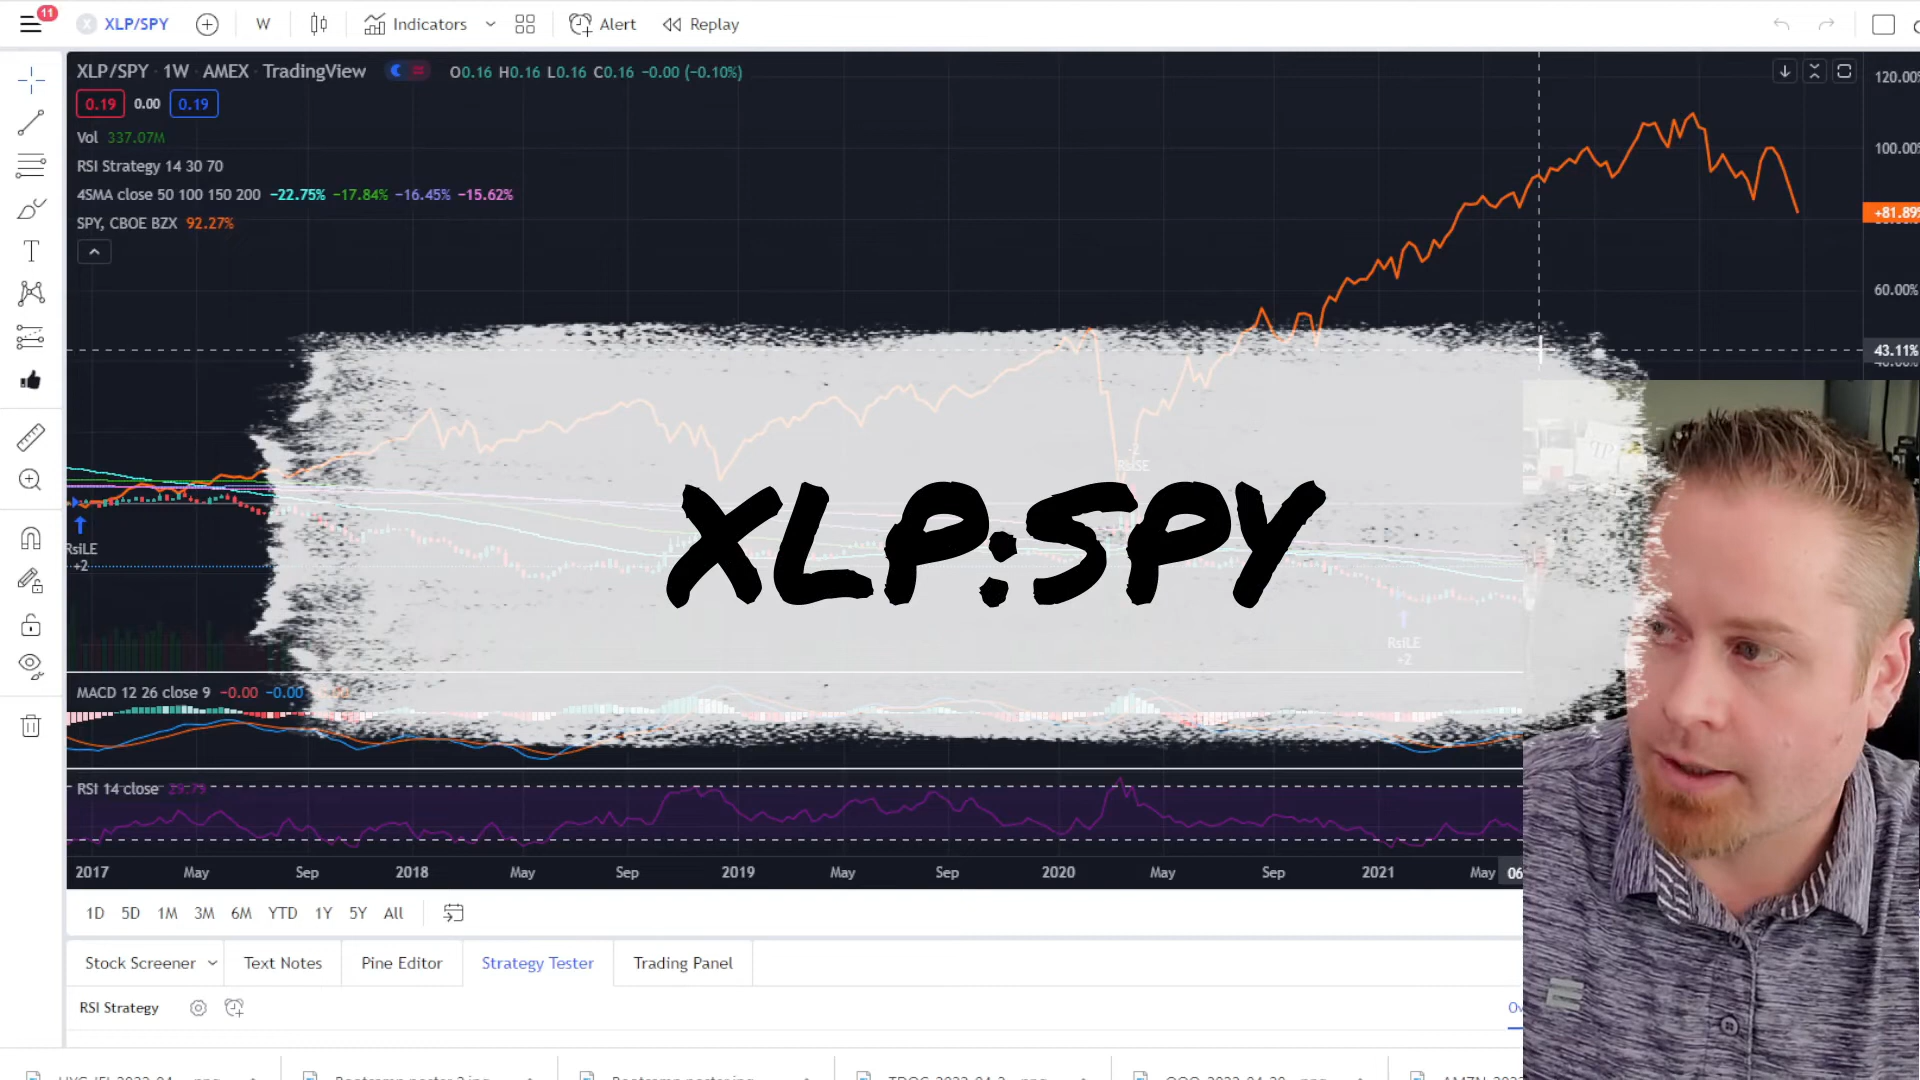 11
XLP/SPY
W
Indicators
Alert
Replay
XLP/SPY · 1W · AMEX · TradingView
O0.16 H0.16 L0.16 C0.16 −0.00 (−0.10%)
0.19 0.00 0.19
Vol 337.07M
RSI Strategy 14 30 70
4SMA close 50 100 150 200 −22.75% −17.84% −16.45% −15.62%
SPY, CBOE BZX 92.27%
120.00%
100.00%
+81.89%
60.00%
43.11%
RsiSE
XLP:SPY
RsiLE
+2
RsiLE
+2
MACD 12 26 close 9 −0.00 −0.00
RSI 14 close 29.79
2017 May Sep 2018 May Sep 2019 May Sep 2020 May Sep 2021 May 06
1D 5D 1M 3M 6M YTD 1Y 5Y All
Stock Screener Text Notes Pine Editor Strategy Tester Trading Panel
RSI Strategy